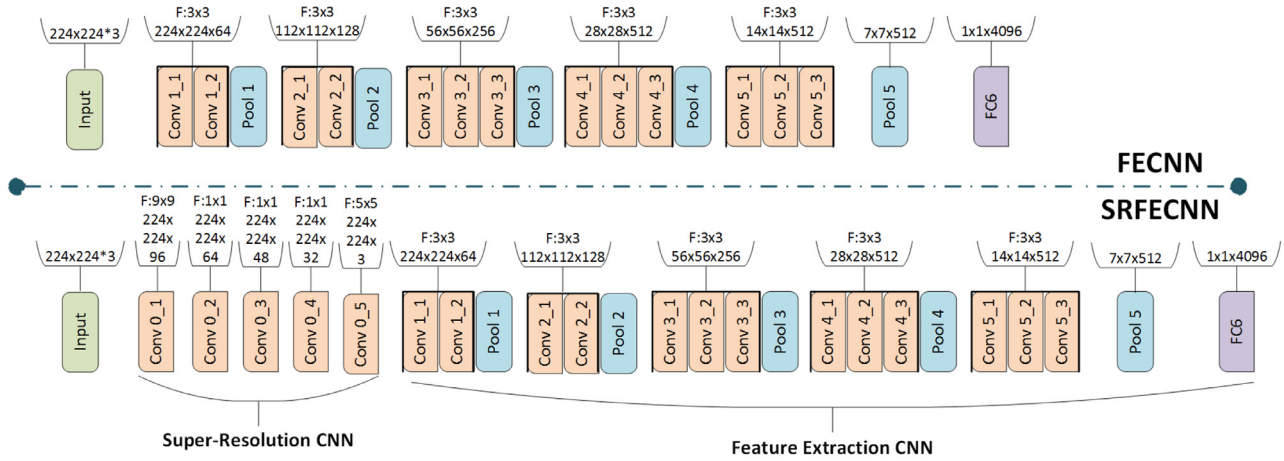 F:3x3
F:3x3
F:3x3
F:3x3
F:3x3
224x224*3
224x224x64
112x112x128
56x56x256
28x28x512
14x14x512
7x7x512
1x1x4096
Input
Conv 1_1
Conv 1_2
Pool 1
Conv 2_1
Conv 2_2
Pool 2
Conv 3_1
Conv 3_2
Conv 3_3
Pool 3
Conv 4_1
Conv 4_2
Conv 4_3
Pool 4
Conv 5_1
Conv 5_2
Conv 5_3
Pool 5
FC6
FECNN
SRFECNN
224x224*3
F:9x9
224x
224x
96
F:1x1
224x
224x
64
F:1x1
224x
224x
48
F:1x1
224x
224x
32
F:5x5
224x
224x
3
F:3x3
224x224x64
F:3x3
112x112x128
F:3x3
56x56x256
F:3x3
28x28x512
F:3x3
14x14x512
7x7x512
1x1x4096
Input
Conv 0_1
Conv 0_2
Conv 0_3
Conv 0_4
Conv 0_5
Conv 1_1
Conv 1_2
Pool 1
Conv 2_1
Conv 2_2
Pool 2
Conv 3_1
Conv 3_2
Conv 3_3
Pool 3
Conv 4_1
Conv 4_2
Conv 4_3
Pool 4
Conv 5_1
Conv 5_2
Conv 5_3
Pool 5
FC6
Super-Resolution CNN
Feature Extraction CNN